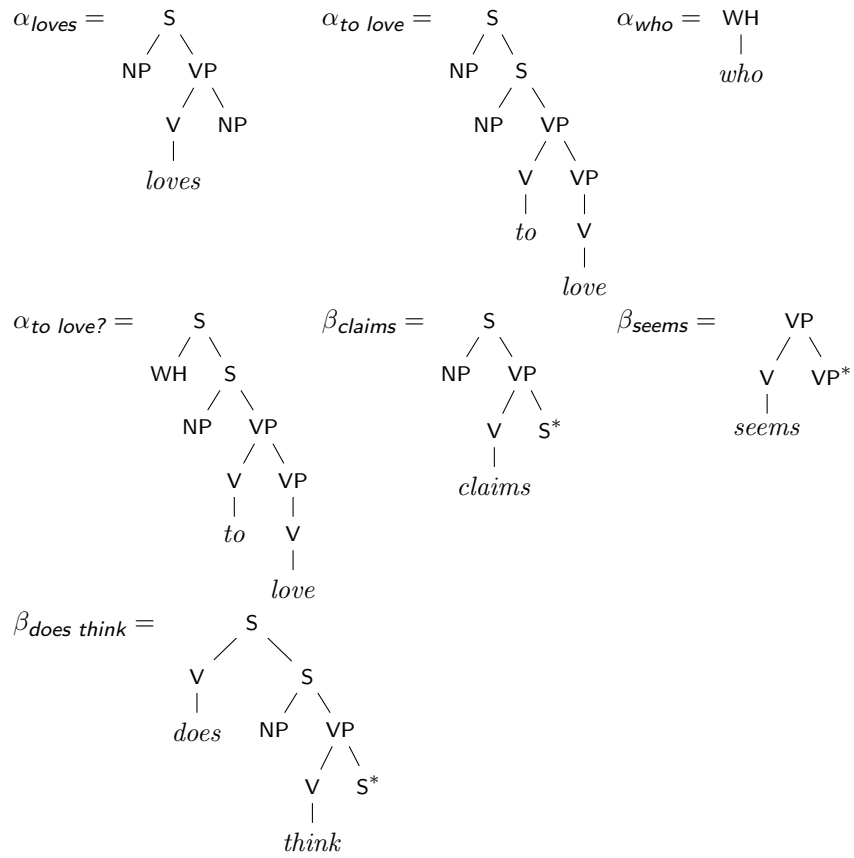 α_loves = S α_to love = S α_who = WH
NP VP NP S who
V NP NP VP
loves V VP
to V
love
α_to love? = S β_claims = S β_seems = VP
WH S NP VP V VP*
NP VP V S* seems
V VP claims
to V
love
β_does think = S
V S
does NP VP
V S*
think